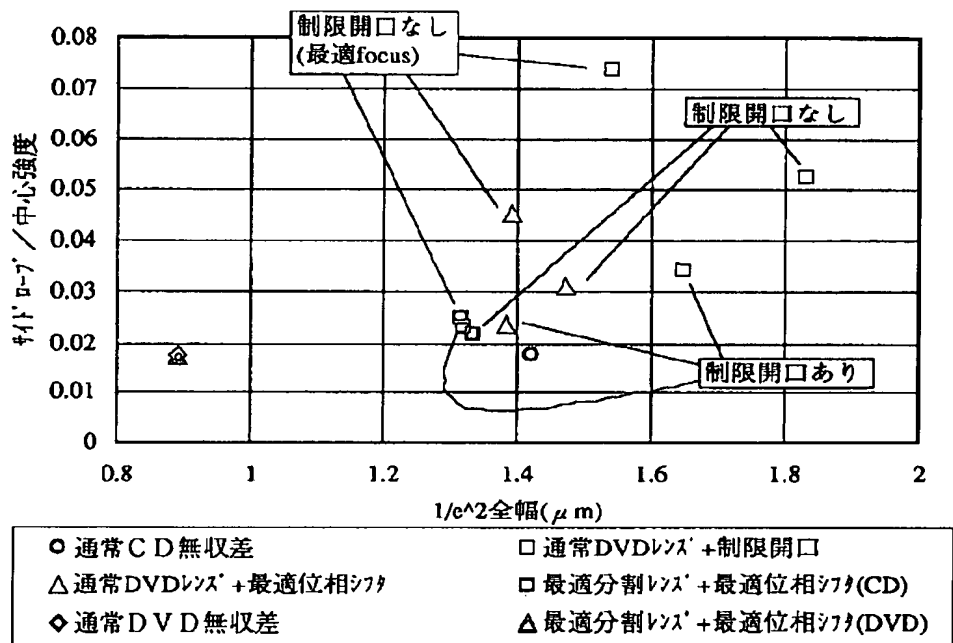 制限開口なし
(最適focus)
制限開口なし
制限開口あり
サイドローブ／中心強度
0.08
0.07
0.06
0.05
0.04
0.03
0.02
0.01
0
0.8
1
1.2
1.4
1.6
1.8
2
1/e^2全幅(μm)
通常ＣＤ無収差
通常DVDレンズ+制限開口
通常DVDレンズ+最適位相シフタ
最適分割レンズ+最適位相シフタ(CD)
通常ＤＶＤ無収差
最適分割レンズ+最適位相シフタ(DVD)